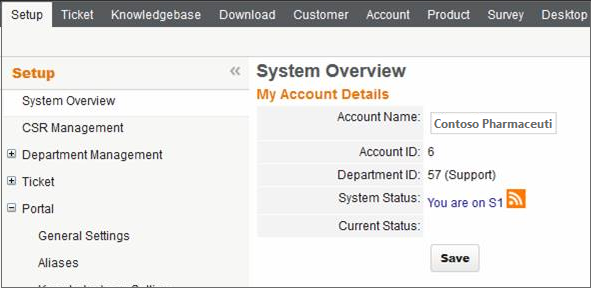 Setup Ticket Knowledgebase Download Customer Account Product Survey Desktop
Setup
System Overview
CSR Management
Department Management
Ticket
Portal
General Settings
Aliases
System Overview
My Account Details
Account Name: Contoso Pharmaceuti
Account ID: 6
Department ID: 57 (Support)
System Status: You are on S1
Current Status:
Save